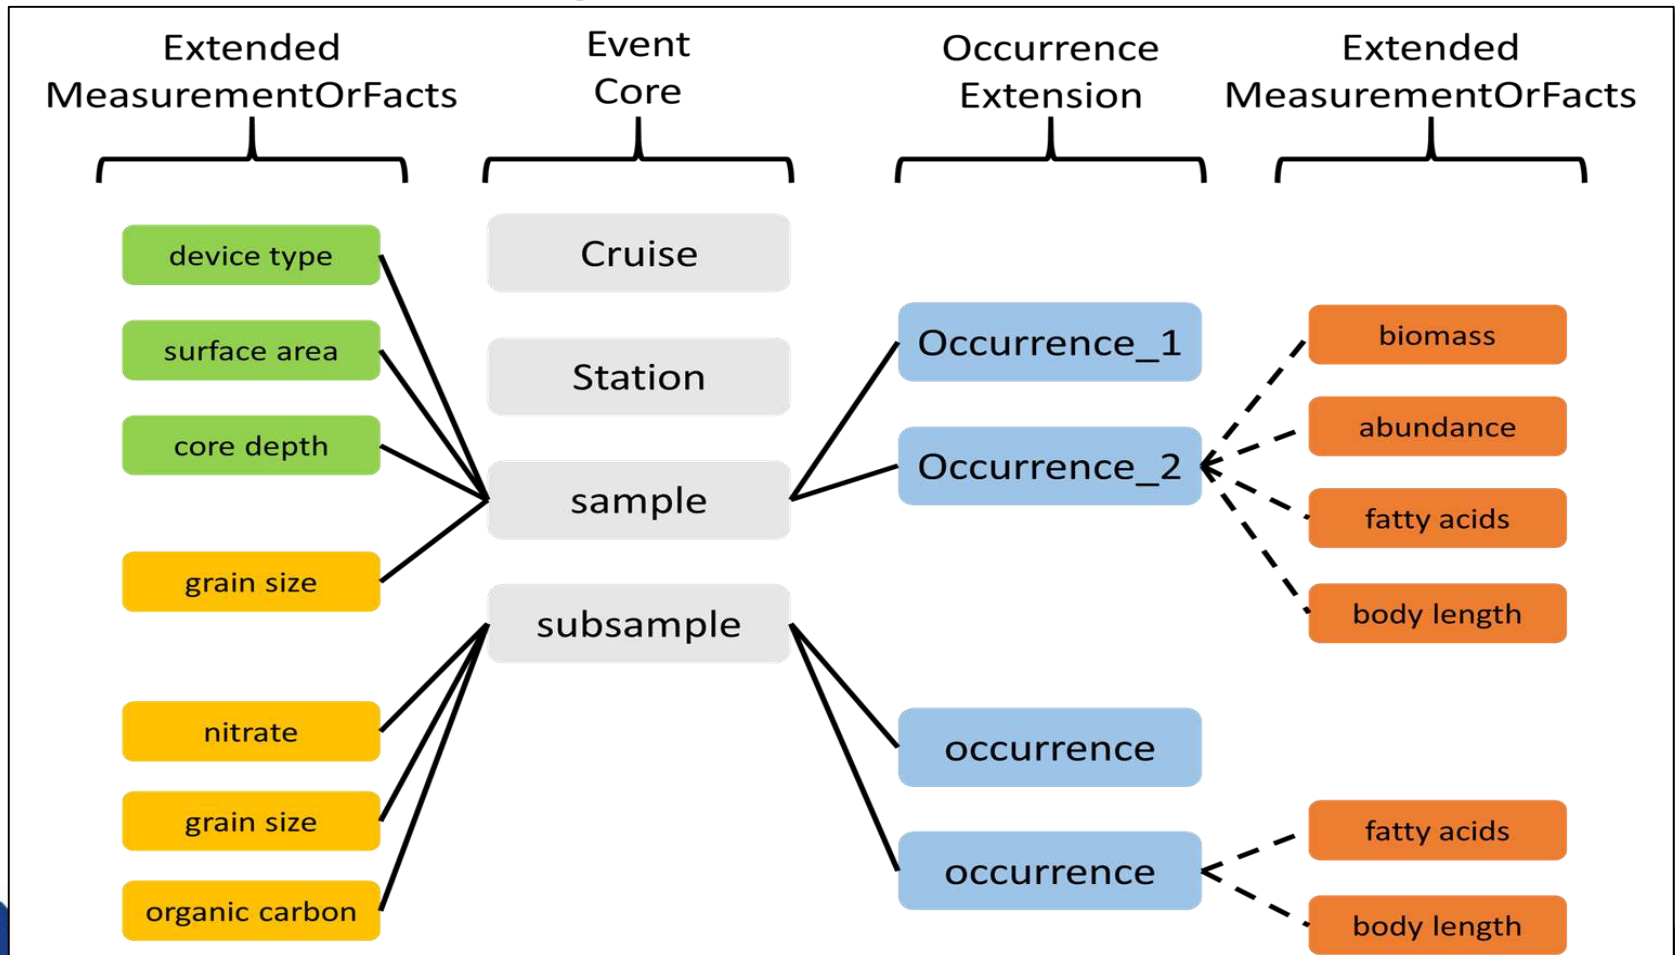 Extended
MeasurementOrFacts
Event
Core
Occurrence
Extension
Extended
MeasurementOrFacts
device type
surface area
core depth
grain size
nitrate
grain size
organic carbon
Cruise
Station
sample
subsample
Occurrence_1
Occurrence_2
occurrence
occurrence
biomass
abundance
fatty acids
body length
fatty acids
body length